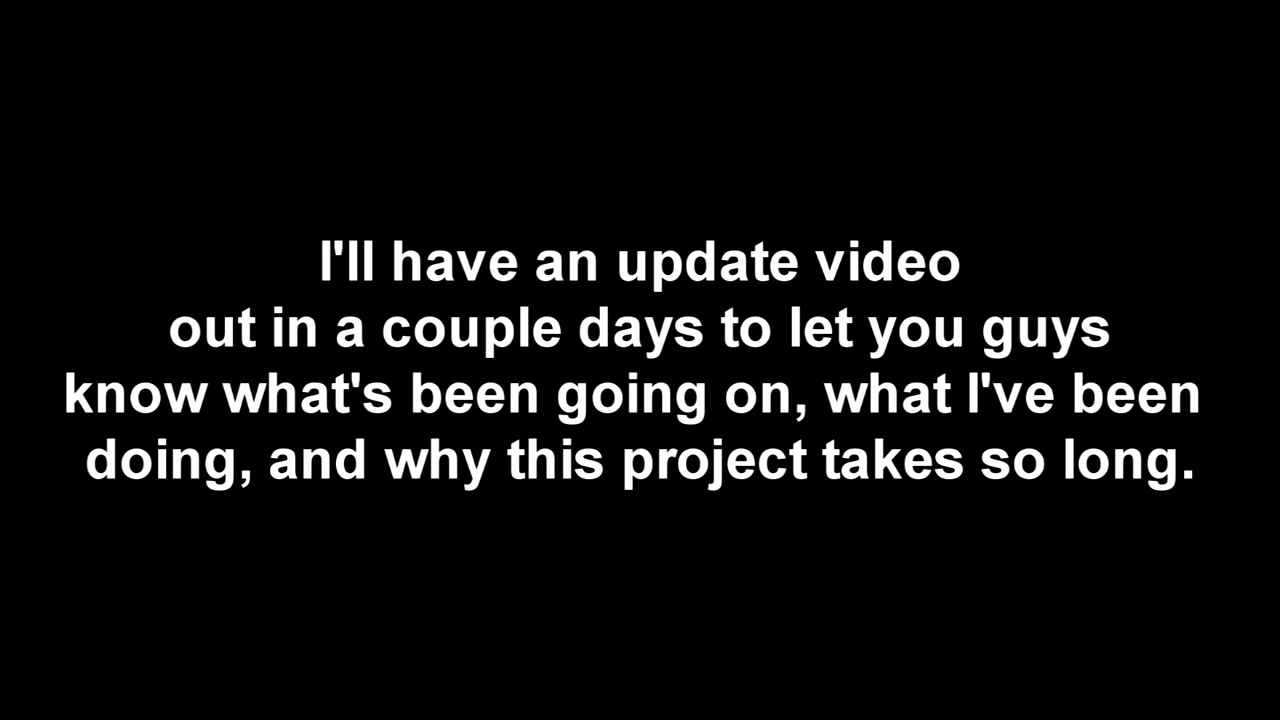 I'll have an update video
out in a couple days to let you guys
know what's been going on, what I've been
doing, and why this project takes so long.